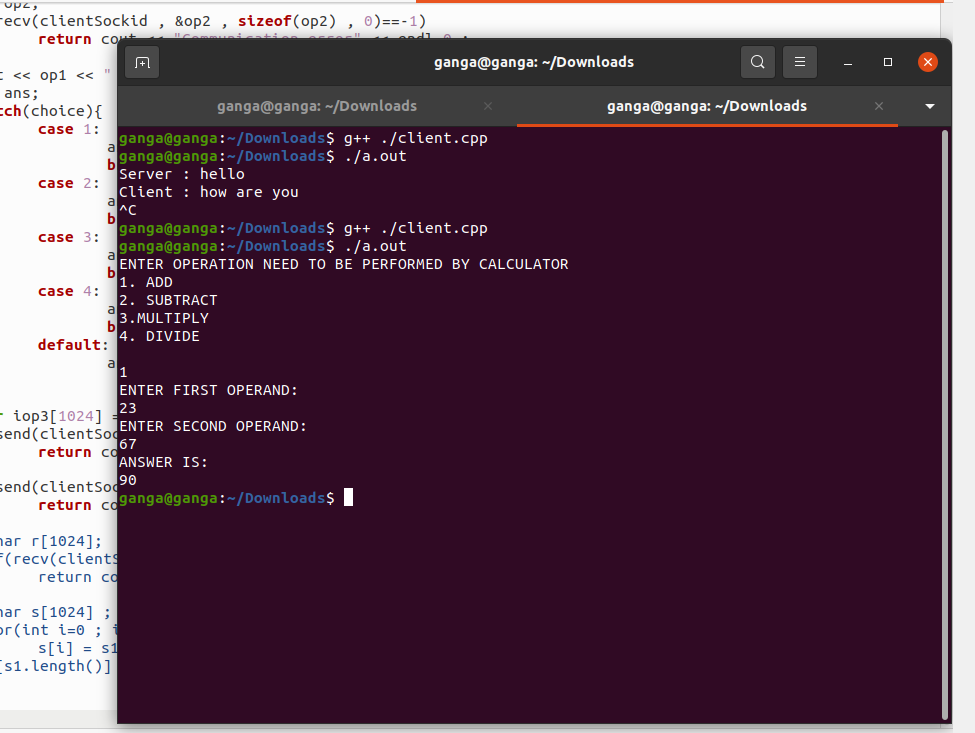 op2;
recv(clientSockid , &op2 , sizeof(op2) , 0)==-1)
return cout << "Communication error" << endl,0 ;
ganga@ganga: ~/Downloads
t << op1 << "
ans;
tch(choice){
ganga@ganga: ~/Downloads
ganga@ganga: ~/Downloads
case 1:
a
b
case 2:
a
b
case 3:
a
b
case 4:
a
b
default:
a
r iop3[1024] =
send(clientSoc
return co
send(clientSoc
return co
har r[1024];
f(recv(clientS
return co
har s[1024] ;
or(int i=0 ; i
s[i] = s1
[s1.length()]
ganga@ganga:~/Downloads$ g++ ./client.cpp
ganga@ganga:~/Downloads$ ./a.out
Server : hello
Client : how are you
^C
ganga@ganga:~/Downloads$ g++ ./client.cpp
ganga@ganga:~/Downloads$ ./a.out
ENTER OPERATION NEED TO BE PERFORMED BY CALCULATOR
1. ADD
2. SUBTRACT
3.MULTIPLY
4. DIVIDE
1
ENTER FIRST OPERAND:
23
ENTER SECOND OPERAND:
67
ANSWER IS:
90
ganga@ganga:~/Downloads$